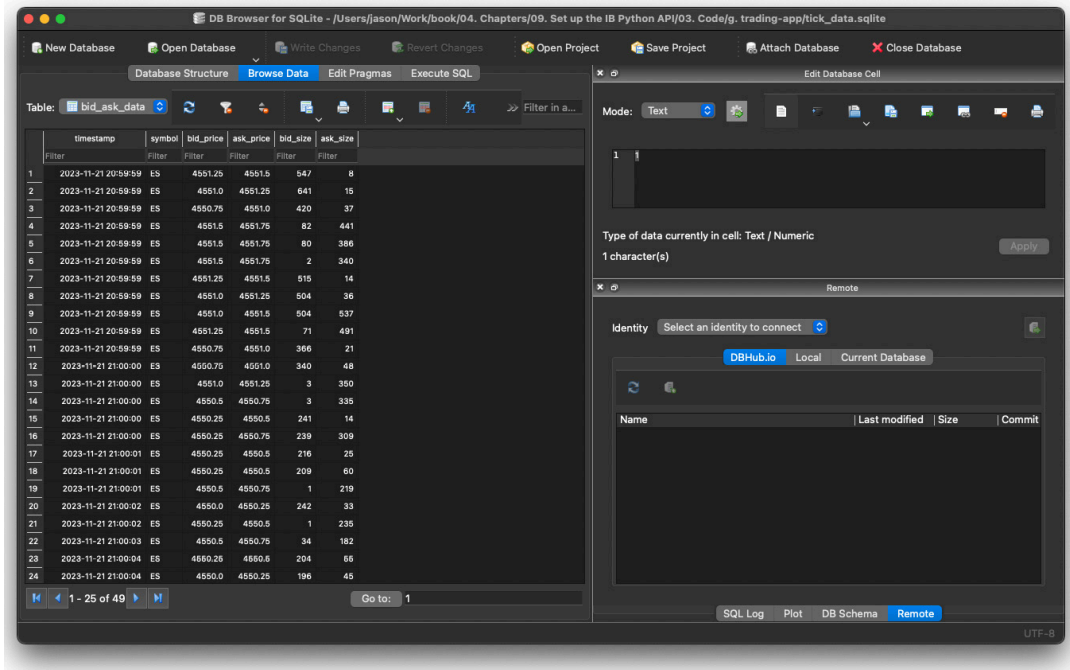 DB Browser for SQLite - /Users/jason/Work/book/04. Chapters/09. Set up the IB Python API/03. Code/g. trading-app/tick_data.sqlite
New Database Open Database Write Changes Revert Changes Open Project Save Project Attach Database Close Database
Database Structure Browse Data Edit Pragmas Execute SQL
Table: bid_ask_data Filter in a...
timestamp symbol bid_price ask_price bid_size ask_size
Filter Filter Filter Filter Filter Filter
1 2023-11-21 20:59:59 ES 4551.25 4551.5 547 8
2 2023-11-21 20:59:59 ES 4551.0 4551.25 641 15
3 2023-11-21 20:59:59 ES 4550.75 4551.0 420 37
4 2023-11-21 20:59:59 ES 4551.5 4551.75 82 441
5 2023-11-21 20:59:59 ES 4551.5 4551.75 80 386
6 2023-11-21 20:59:59 ES 4551.5 4551.75 2 340
7 2023-11-21 20:59:59 ES 4551.25 4551.5 515 14
8 2023-11-21 20:59:59 ES 4551.0 4551.25 504 36
9 2023-11-21 20:59:59 ES 4551.0 4551.5 504 537
10 2023-11-21 20:59:59 ES 4551.25 4551.5 71 491
11 2023-11-21 20:59:59 ES 4550.75 4551.0 366 21
12 2023-11-21 21:00:00 ES 4550.75 4551.0 340 48
13 2023-11-21 21:00:00 ES 4551.0 4551.25 3 350
14 2023-11-21 21:00:00 ES 4550.5 4550.75 3 335
15 2023-11-21 21:00:00 ES 4550.25 4550.5 241 14
16 2023-11-21 21:00:00 ES 4550.25 4550.75 239 309
17 2023-11-21 21:00:01 ES 4550.25 4550.5 216 25
18 2023-11-21 21:00:01 ES 4550.25 4550.5 209 60
19 2023-11-21 21:00:01 ES 4550.5 4550.75 1 219
20 2023-11-21 21:00:02 ES 4550.0 4550.25 242 33
21 2023-11-21 21:00:02 ES 4550.25 4550.5 1 235
22 2023-11-21 21:00:03 ES 4550.5 4550.75 34 182
23 2023-11-21 21:00:04 ES 4550.25 4550.5 204 55
24 2023-11-21 21:00:04 ES 4550.0 4550.25 196 45
1 - 25 of 49 Go to: 1
Edit Database Cell
Mode: Text
1 1
Type of data currently in cell: Text / Numeric
1 character(s)
Apply
Remote
Identity Select an identity to connect
DBHub.io Local Current Database
Name Last modified Size Commit
SQL Log Plot DB Schema Remote
UTF-8